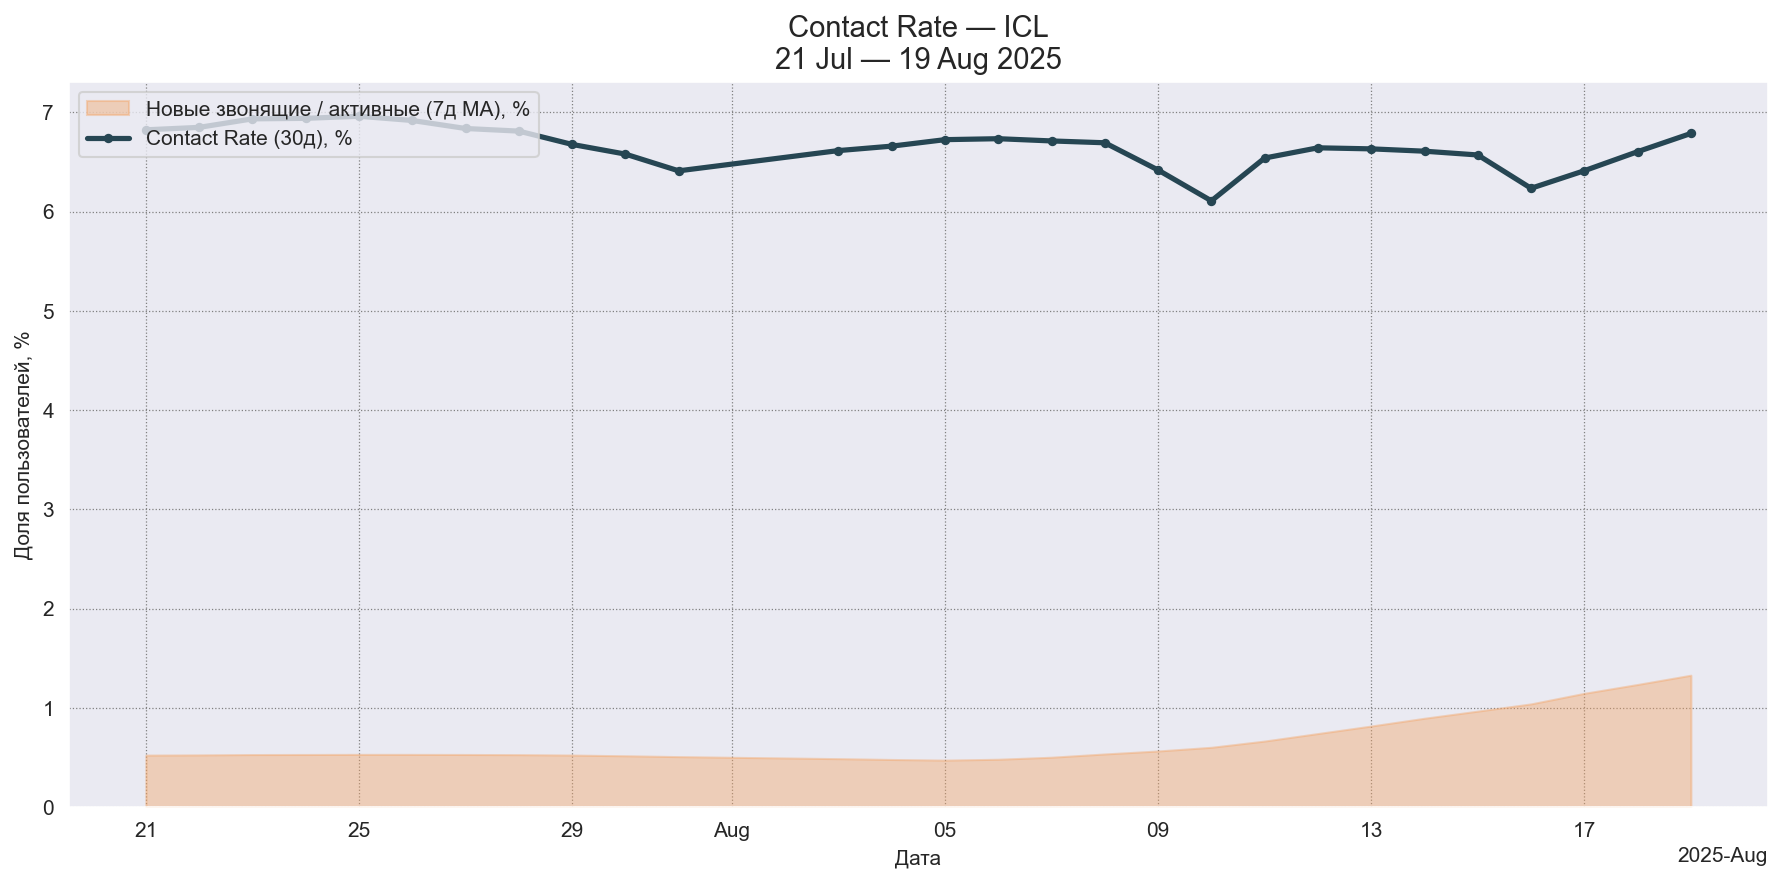 Contact Rate — ICL
21 Jul — 19 Aug 2025
Новые звонящие / активные (7д MA), %
Contact Rate (30д), %
Доля пользователей, %
7
6
5
4
3
2
1
0
21
25
29
Aug
05
09
13
17
Дата
2025-Aug